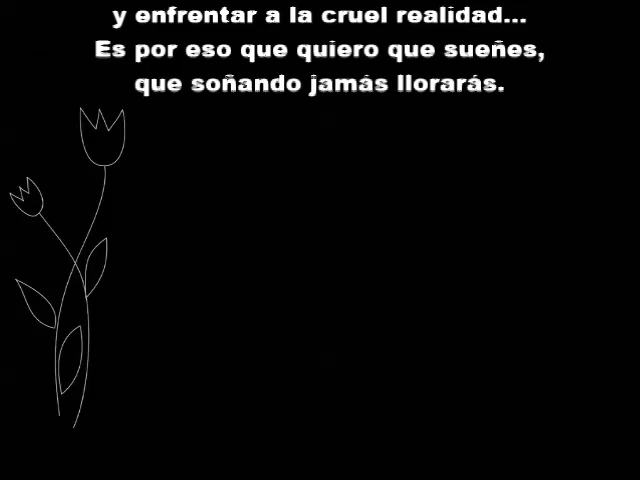 y enfrentar a la cruel realidad...
Es por eso que quiero que sueñes,
que soñando jamás llorarás.